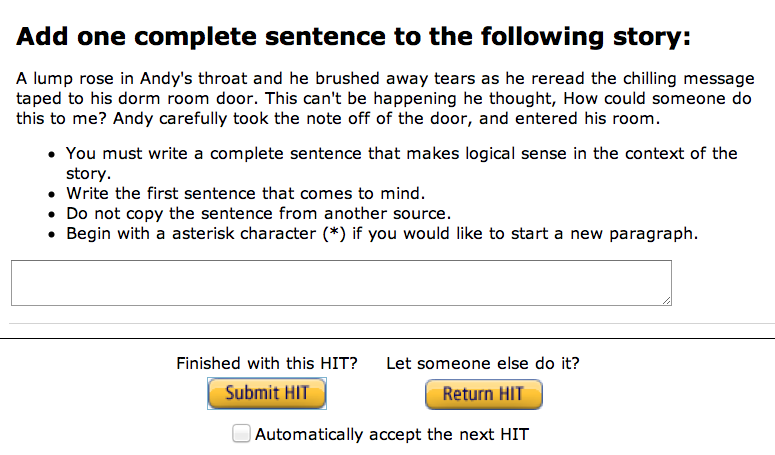 Add one complete sentence to the following story:
A lump rose in Andy's throat and he brushed away tears as he reread the chilling message
taped to his dorm room door. This can't be happening he thought, How could someone do
this to me? Andy carefully took the note off of the door, and entered his room.
• You must write a complete sentence that makes logical sense in the context of the
story.
• Write the first sentence that comes to mind.
• Do not copy the sentence from another source.
• Begin with a asterisk character (*) if you would like to start a new paragraph.
Finished with this HIT? Let someone else do it?
Submit HIT Return HIT
Automatically accept the next HIT